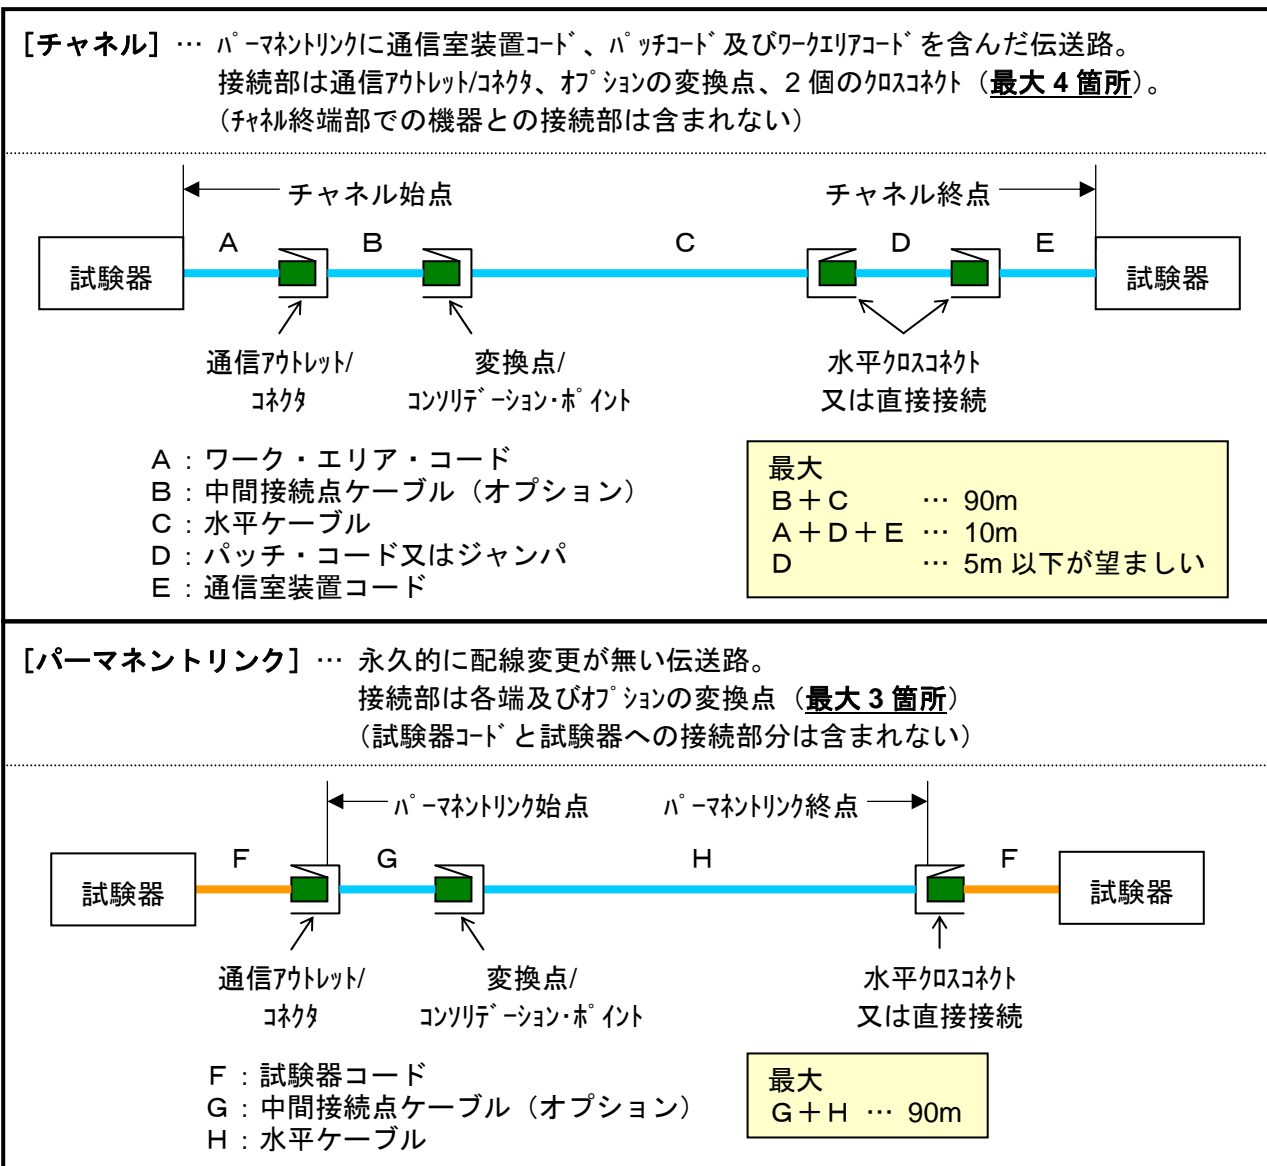 [チャネル] … ﾊﾟｰﾏﾈﾝﾄﾘﾝｸに通信室装置ｺｰﾄﾞ、ﾊﾟｯﾁｺｰﾄﾞ及びﾜｰｸｴﾘｱｺｰﾄﾞを含んだ伝送路。
接続部は通信ｱｳﾄﾚｯﾄ/ｺﾈｸﾀ、ｵﾌﾟｼｮﾝの変換点、2 個のｸﾛｽｺﾈｸﾄ（最大 4 箇所）。
（ﾁｬﾈﾙ終端部での機器との接続部は含まれない）
チャネル始点
チャネル終点
A
B
C
D
E
試験器
試験器
通信ｱｳﾄﾚｯﾄ/
ｺﾈｸﾀ
変換点/
ｺﾝｿﾘﾃﾞｰｼｮﾝ･ﾎﾟｲﾝﾄ
水平ｸﾛｽｺﾈｸﾄ
又は直接接続
A：ワーク・エリア・コード
B：中間接続点ケーブル（オプション）
C：水平ケーブル
D：パッチ・コード又はジャンパ
E：通信室装置コード
最大
B＋C … 90m
A＋D＋E … 10m
D … 5m 以下が望ましい
[パーマネントリンク] … 永久的に配線変更が無い伝送路。
接続部は各端及びｵﾌﾟｼｮﾝの変換点（最大 3 箇所）
（試験器ｺｰﾄﾞと試験器への接続部分は含まれない）
ﾊﾟｰﾏﾈﾝﾄﾘﾝｸ始点
ﾊﾟｰﾏﾈﾝﾄﾘﾝｸ終点
F
G
H
F
試験器
試験器
通信ｱｳﾄﾚｯﾄ/
ｺﾈｸﾀ
変換点/
ｺﾝｿﾘﾃﾞｰｼｮﾝ･ﾎﾟｲﾝﾄ
水平ｸﾛｽｺﾈｸﾄ
又は直接接続
F：試験器コード
G：中間接続点ケーブル（オプション）
H：水平ケーブル
最大
G＋H … 90m